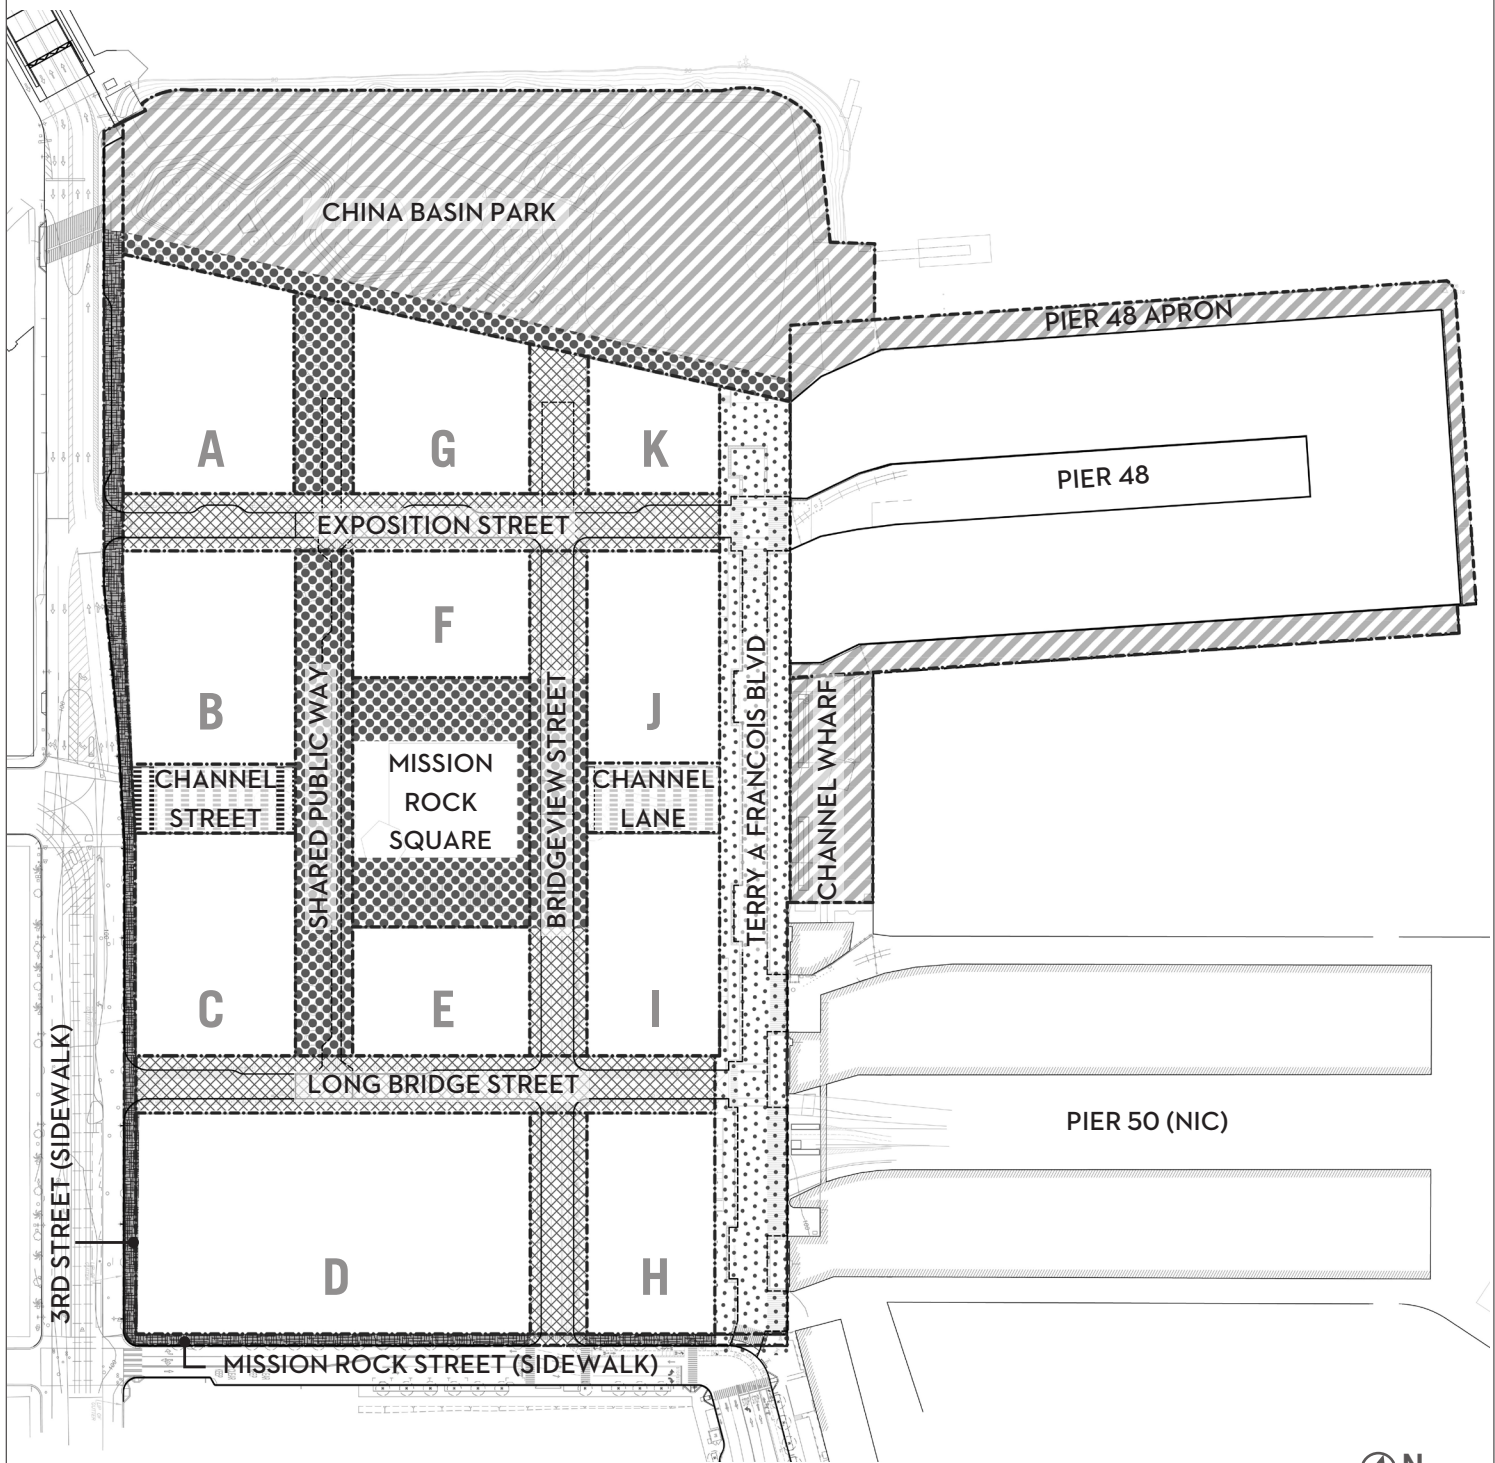 CHINA BASIN PARK
PIER 48 APRON
A
G
K
PIER 48
EXPOSITION STREET
F
B
J
SHARED PUBLIC WAY
BRIDGEVIEW STREET
TERRY A FRANCOIS BLVD
CHANNEL WHARF
CHANNEL
STREET
MISSION
ROCK
SQUARE
CHANNEL
LANE
C
E
I
LONG BRIDGE STREET
PIER 50 (NIC)
3RD STREET (SIDEWALK)
D
H
MISSION ROCK STREET (SIDEWALK)
N